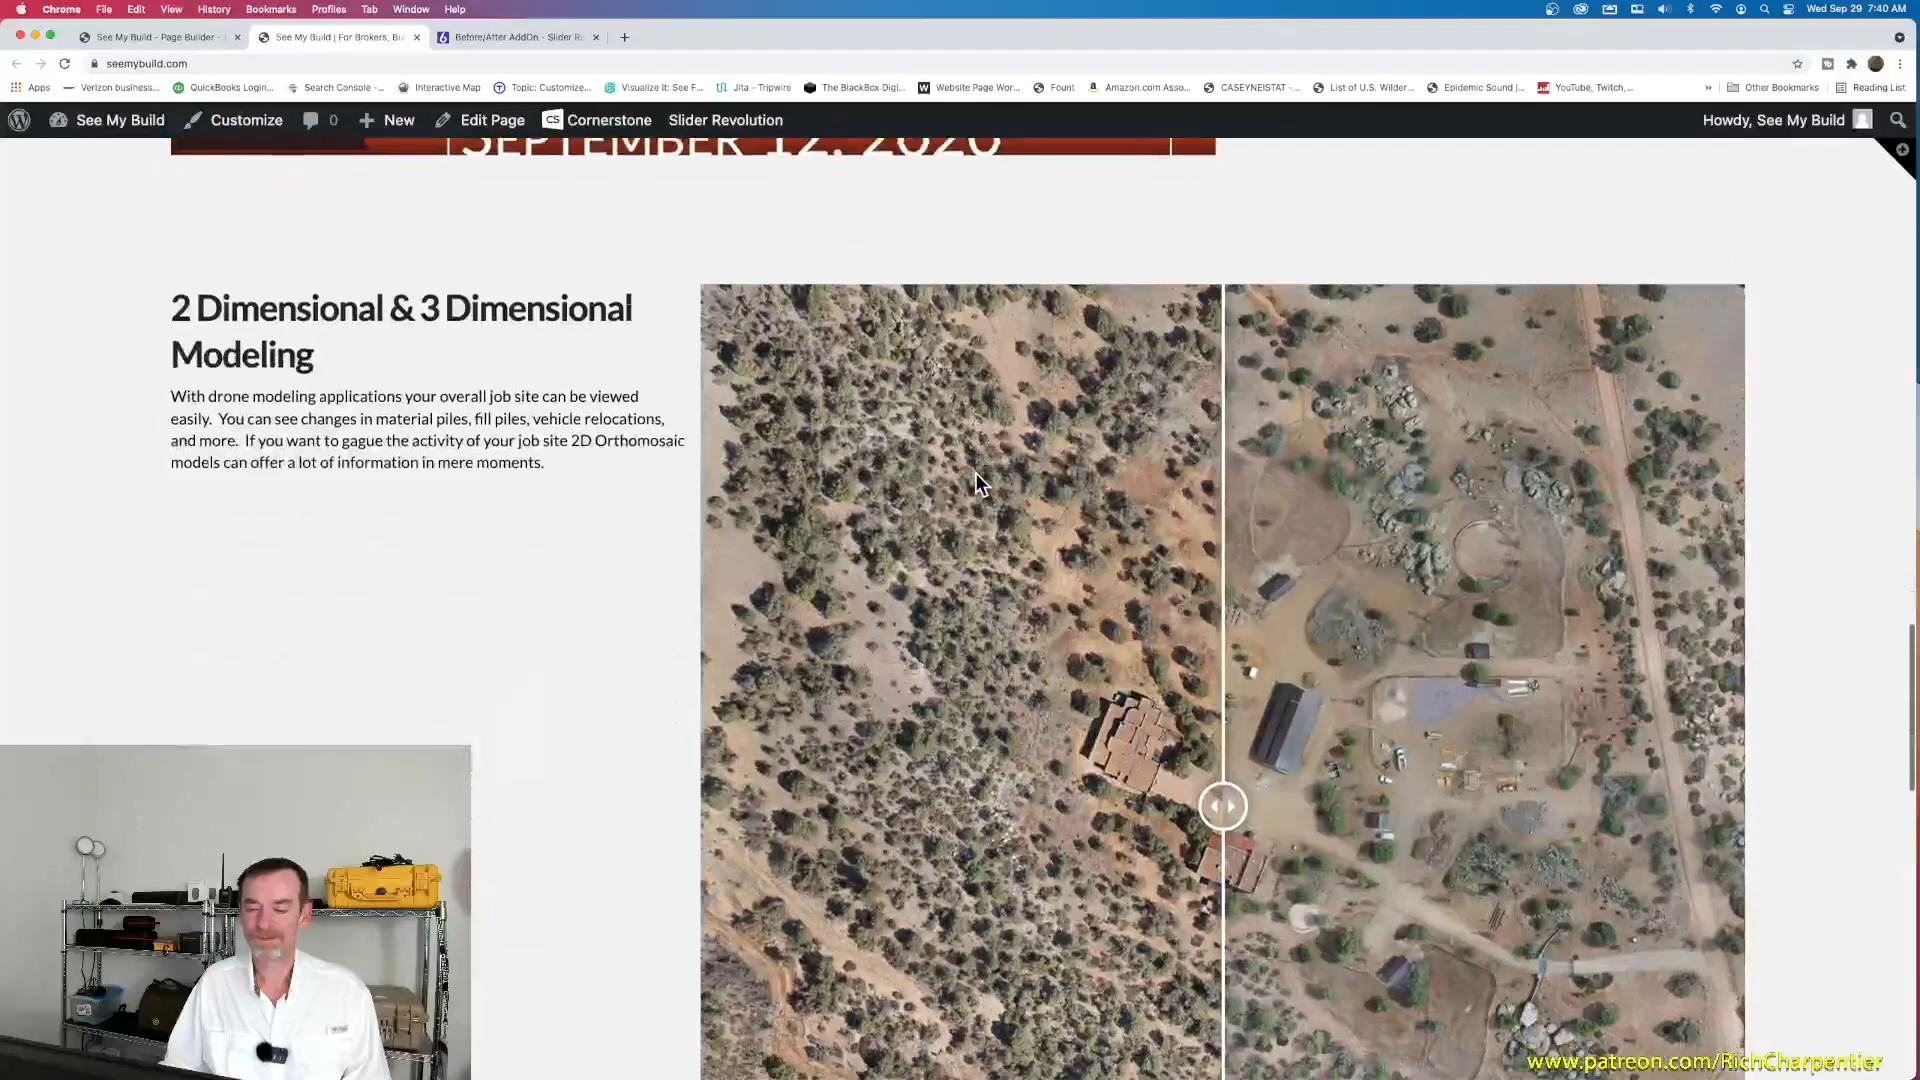 Chrome File Edit View History Bookmarks Profiles Tab Window Help Wed Sep 29 7:40 AM
See My Build - Page Builder - See My Build | For Brokers, Bu Before/After AddOn - Slider R
seemybuild.com
Apps Verizon business... QuickBooks Login... Search Console -... Interactive Map Topic: Customize... Visualize It: See F... Jita - Tripwire The BlackBox Digi... Website Page Wor... Fount Amazon.com Asso... CASEYNEISTAT -... List of U.S. Wilder... Epidemic Sound |... YouTube, Twitch,... » Other Bookmarks Reading List
See My Build Customize 0 New Edit Page Cornerstone Slider Revolution Howdy, See My Build
SEPTEMBER 12, 2020
2 Dimensional & 3 Dimensional
Modeling
With drone modeling applications your overall job site can be viewed
easily. You can see changes in material piles, fill piles, vehicle relocations,
and more. If you want to gague the activity of your job site 2D Orthomosaic
models can offer a lot of information in mere moments.
www.patreon.com/RichCharpentier